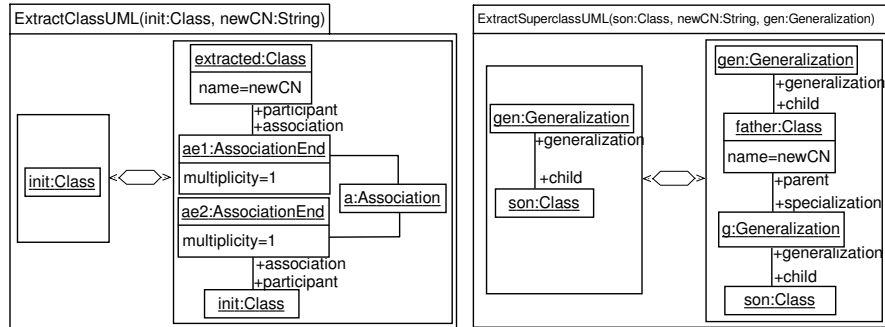 ExtractClassUML(init:Class, newCN:String)
init:Class
extracted:Class
name=newCN
+participant
+association
ae1:AssociationEnd
multiplicity=1
a:Association
ae2:AssociationEnd
multiplicity=1
+association
+participant
init:Class
ExtractSuperclassUML(son:Class, newCN:String, gen:Generalization)
gen:Generalization
+generalization
+child
son:Class
gen:Generalization
+generalization
+child
father:Class
name=newCN
+parent
+specialization
g:Generalization
+generalization
+child
son:Class